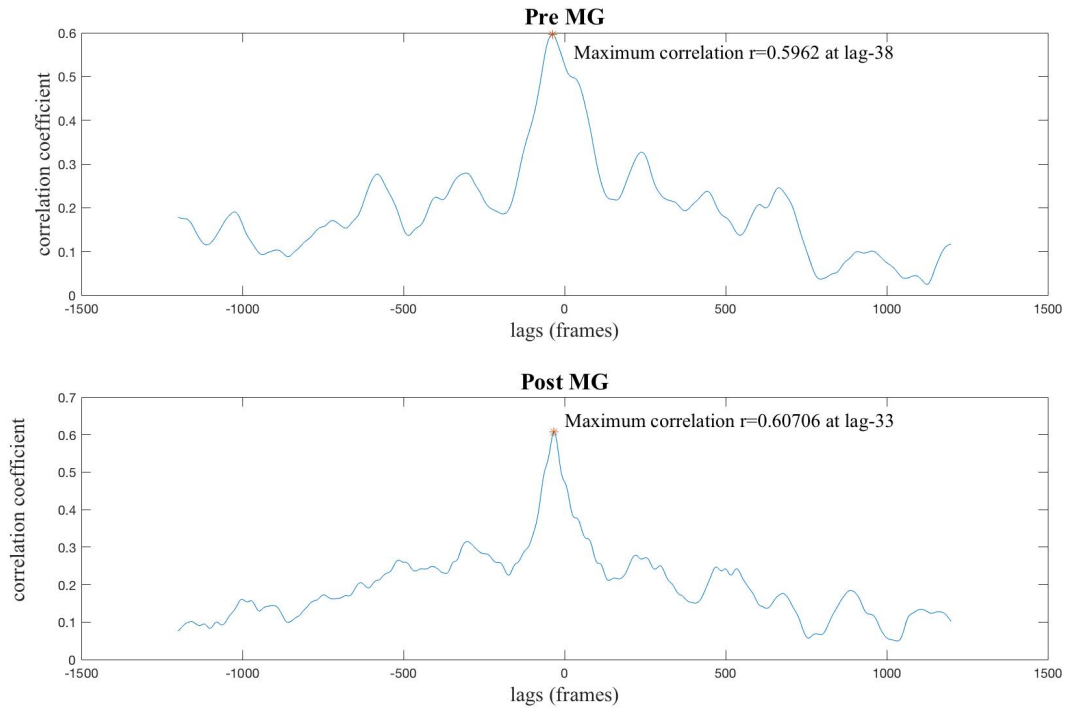 Pre MG
0.6
Maximum correlation r=0.5962 at lag-38
0.5
0.4
0.3
0.2
0.1
0
correlation coefficient
-1500 -1000 -500 0 500 1000 1500
lags (frames)
Post MG
0.7
Maximum correlation r=0.60706 at lag-33
0.6
0.5
0.4
0.3
0.2
0.1
0
correlation coefficient
-1500 -1000 -500 0 500 1000 1500
lags (frames)